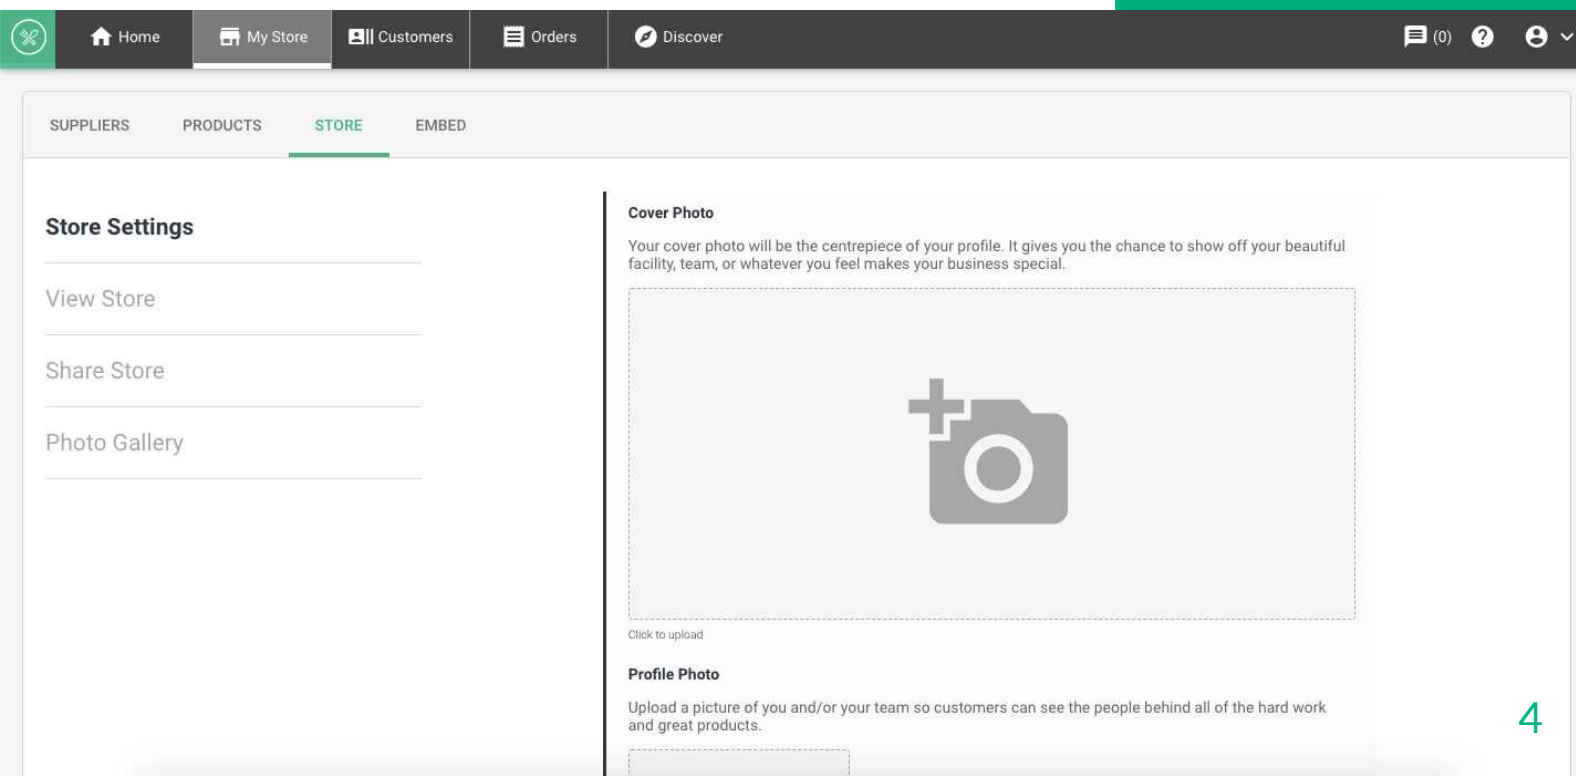 Home
My Store
Customers
Orders
Discover
(0)
SUPPLIERS
PRODUCTS
STORE
EMBED
Store Settings
View Store
Share Store
Photo Gallery
Cover Photo
Your cover photo will be the centrepiece of your profile. It gives you the chance to show off your beautiful
facility, team, or whatever you feel makes your business special.
Click to upload
Profile Photo
Upload a picture of you and/or your team so customers can see the people behind all of the hard work
and great products.
4